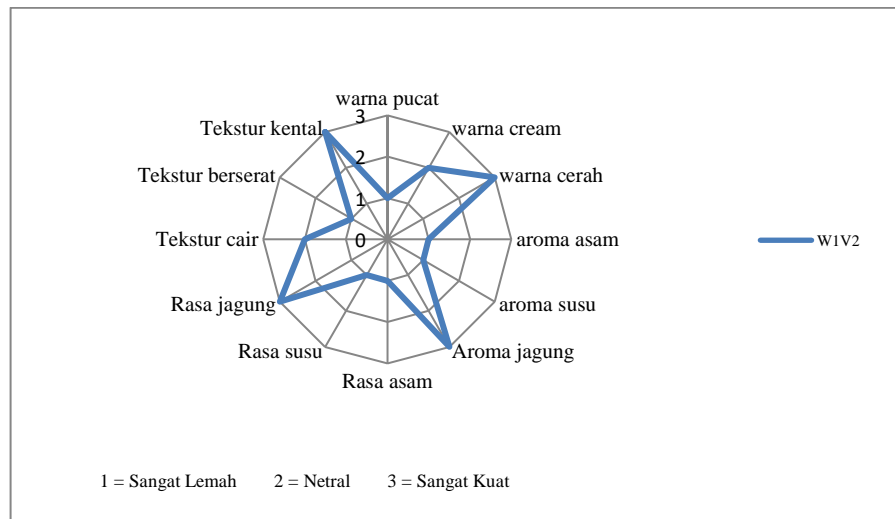 warna pucat
3
Tekstur kental
warna cream
2
Tekstur berserat
warna cerah
1
Tekstur cair
0
aroma asam
W1V2
Rasa jagung
aroma susu
Rasa susu
Aroma jagung
Rasa asam
1 = Sangat Lemah 2 = Netral 3 = Sangat Kuat